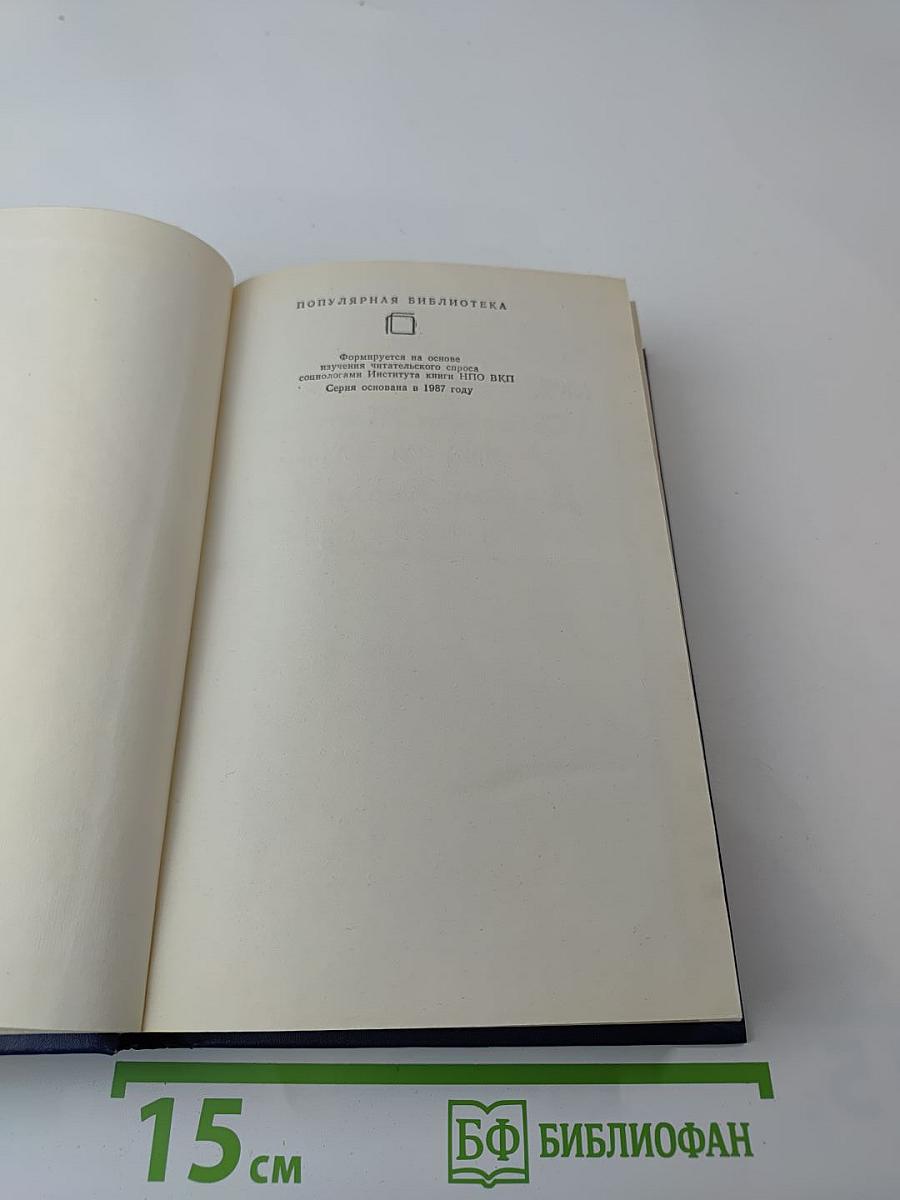 ПОПУЛЯРНАЯ БИБЛИОТЕКА
Формируется на основе
изучения читательского спроса
социологами Института книги НПО ВКП
Серия основана в 1987 году
15 см
БФ БИБЛИОФАН